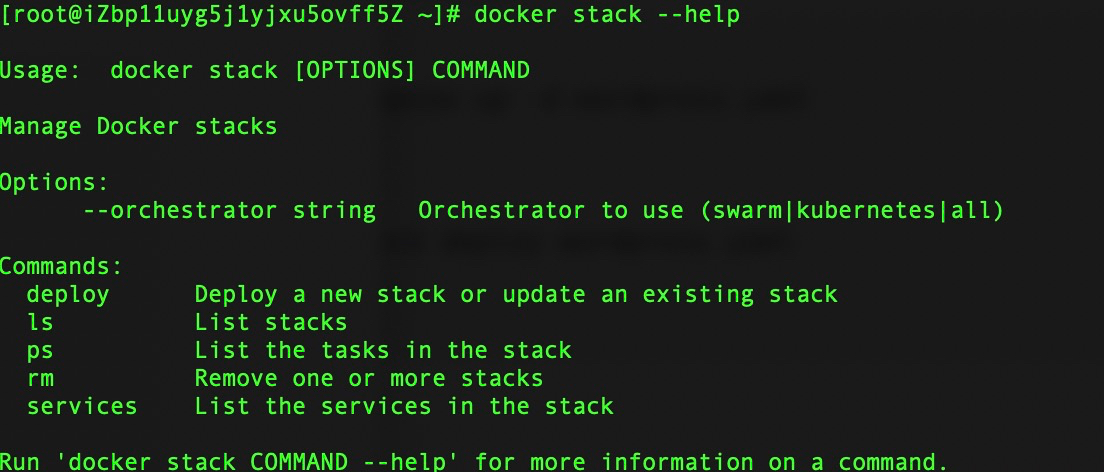 [root@iZbp11uyg5j1yjxu5ovff5Z ~]# docker stack --help
Usage:  docker stack [OPTIONS] COMMAND
Manage Docker stacks
Options:
      --orchestrator string   Orchestrator to use (swarm|kubernetes|all)
Commands:
  deploy      Deploy a new stack or update an existing stack
  ls          List stacks
  ps          List the tasks in the stack
  rm          Remove one or more stacks
  services    List the services in the stack
Run 'docker stack COMMAND --help' for more information on a command.